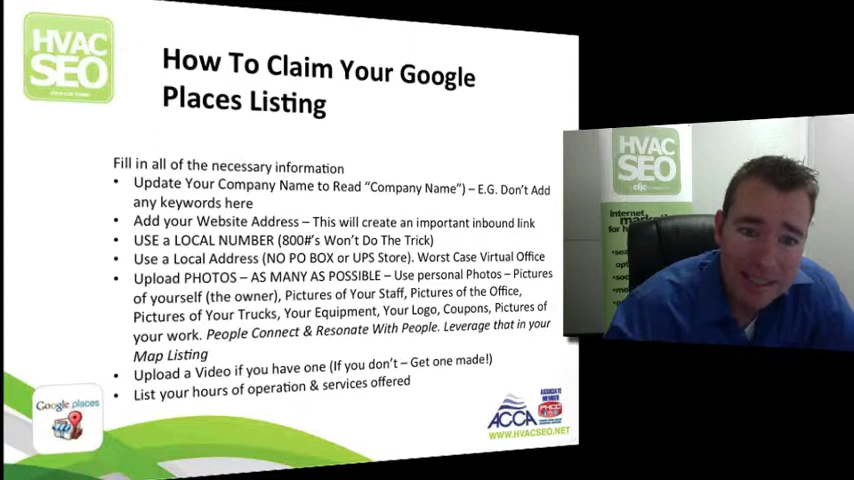 HVAC
SEO
How To Claim Your Google
Places Listing
Fill in all of the necessary information
• Update Your Company Name to Read “Company Name”) – E.G. Don’t Add
any keywords here
• Add your Website Address – This will create an important inbound link
• USE a LOCAL NUMBER (800#’s Won’t Do The Trick)
• Use a Local Address (NO PO BOX or UPS Store). Worst Case Virtual Office
• Upload PHOTOS – AS MANY AS POSSIBLE – Use personal Photos – Pictures
of yourself (the owner), Pictures of Your Staff, Pictures of the Office,
Pictures of Your Trucks, Your Equipment, Your Logo, Coupons, Pictures of
your work. People Connect & Resonate With People. Leverage that in your
Map Listing
• Upload a Video if you have one (If you don’t – Get one made!)
• List your hours of operation & services offered
Google places
ACCA
ASSOCIATE
MEMBER
PHCC
WWW.HVACSEO.NET
HVAC
SEO
internet